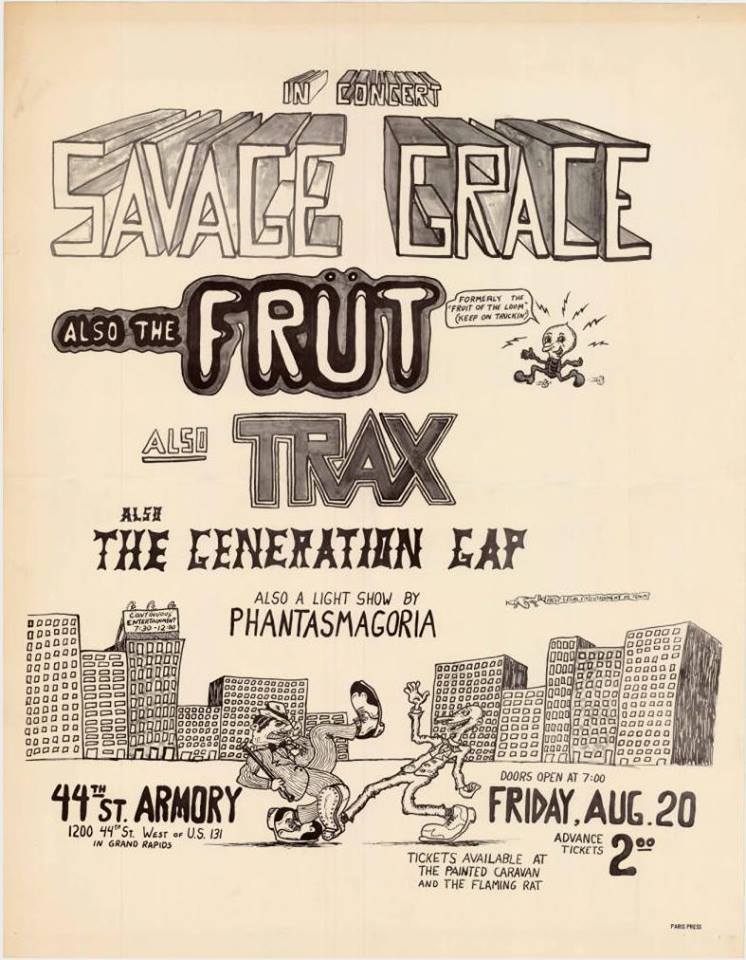 IN CONCERT
SAVAGE GRACE
ALSO THE FRÜT
FORMERLY THE
"FRUIT OF THE LOOM"
(KEEP ON TRUCKIN)
ALSO TRAX
ALSO
THE GENERATION GAP
ALSO A LIGHT SHOW BY
PHANTASMAGORIA
CONTINUOUS
ENTERTAINMENT
7:30-12:00
44TH ST. ARMORY
1200 44TH ST. WEST OF U.S. 131
IN GRAND RAPIDS
DOORS OPEN AT 7:00
FRIDAY, AUG. 20
ADVANCE
TICKETS 2.00
TICKETS AVAILABLE AT
THE PAINTED CARAVAN
AND THE FLAMING RAT
PARIS PRESS